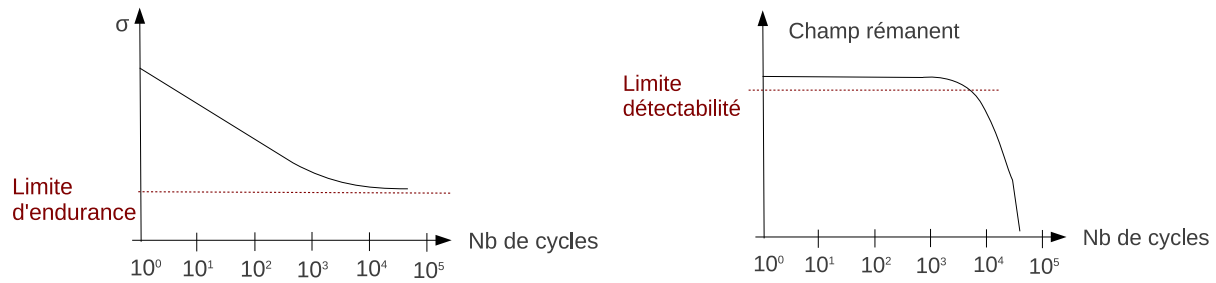 σ
Limite
d'endurance
Nb de cycles
10⁰ 10¹ 10² 10³ 10⁴ 10⁵
Champ rémanent
Limite
détectabilité
Nb de cycles
10⁰ 10¹ 10² 10³ 10⁴ 10⁵